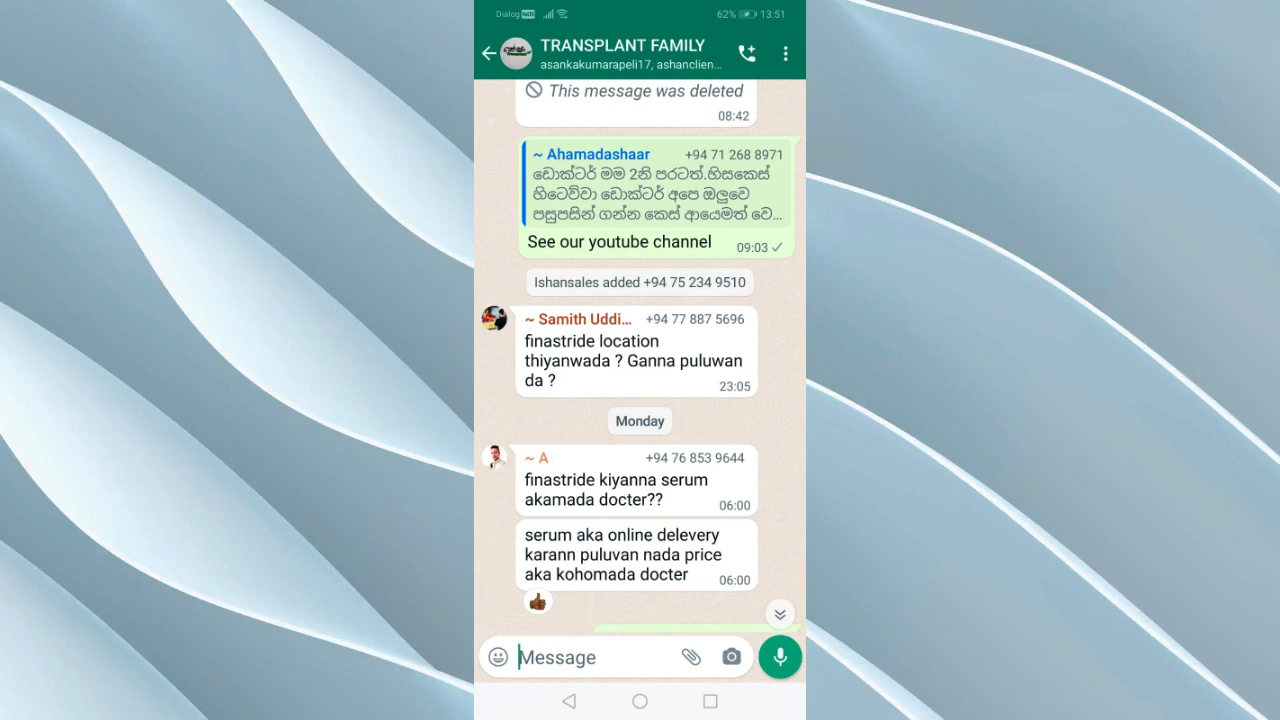 Dialog VoLTE 62% 13:51
TRANSPLANT FAMILY
asankakumarapeli17, ashanclien...
This message was deleted
08:42
~ Ahamadashaar +94 71 268 8971
ඩොක්ටර් මම 2නි පරටත්.හිසකෙස්
හිටෙව්වා ඩොක්ටර් අපෙ ඔලුවෙ
පසුපසින් ගන්න කෙස් ආයෙමත් වෙ...
See our youtube channel
09:03
Ishansales added +94 75 234 9510
~ Samith Uddi... +94 77 887 5696
finastride location
thiyanwada ? Ganna puluwan
da ?
23:05
Monday
~ A +94 76 853 9644
finastride kiyanna serum
akamada docter??
06:00
serum aka online delevery
karann puluvan nada price
aka kohomada docter
06:00
Message